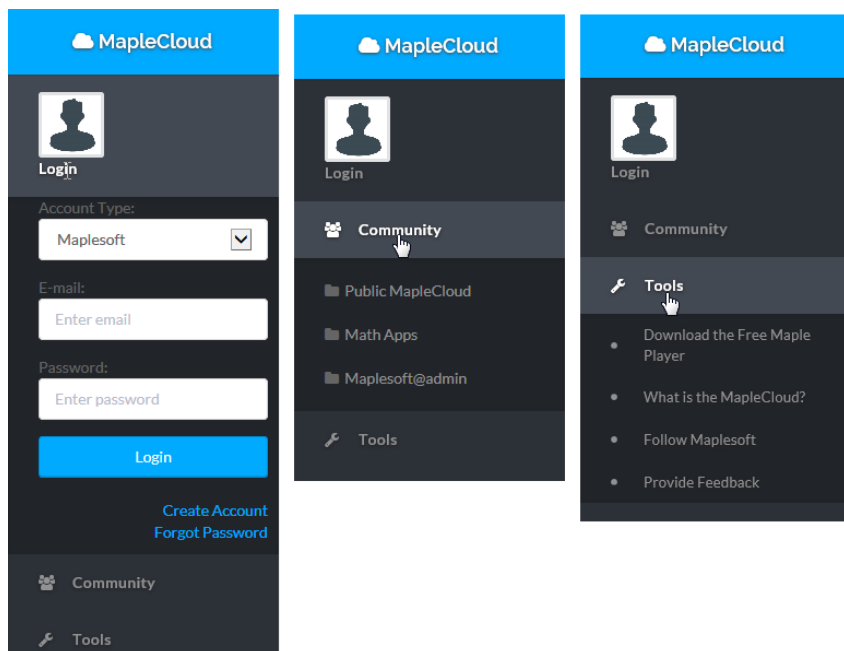 MapleCloud
Login
Account Type:
Maplesoft
E-mail:
Enter email
Password:
Enter password
Login
Create Account
Forgot Password
Community
Tools
MapleCloud
Login
Community
Public MapleCloud
Math Apps
Maplesoft@admin
Tools
MapleCloud
Login
Community
Tools
Download the Free Maple
Player
What is the MapleCloud?
Follow Maplesoft
Provide Feedback